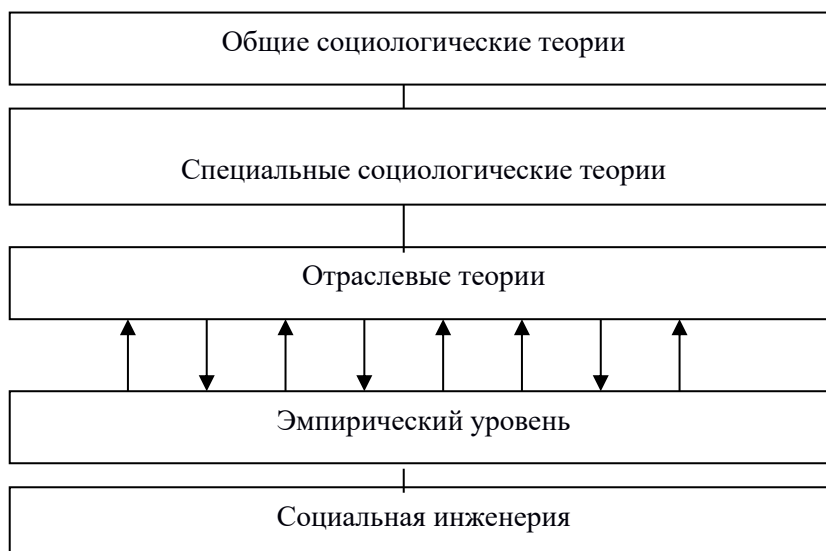 Общие социологические теории
Специальные социологические теории
Отраслевые теории
Эмпирический уровень
Социальная инженерия